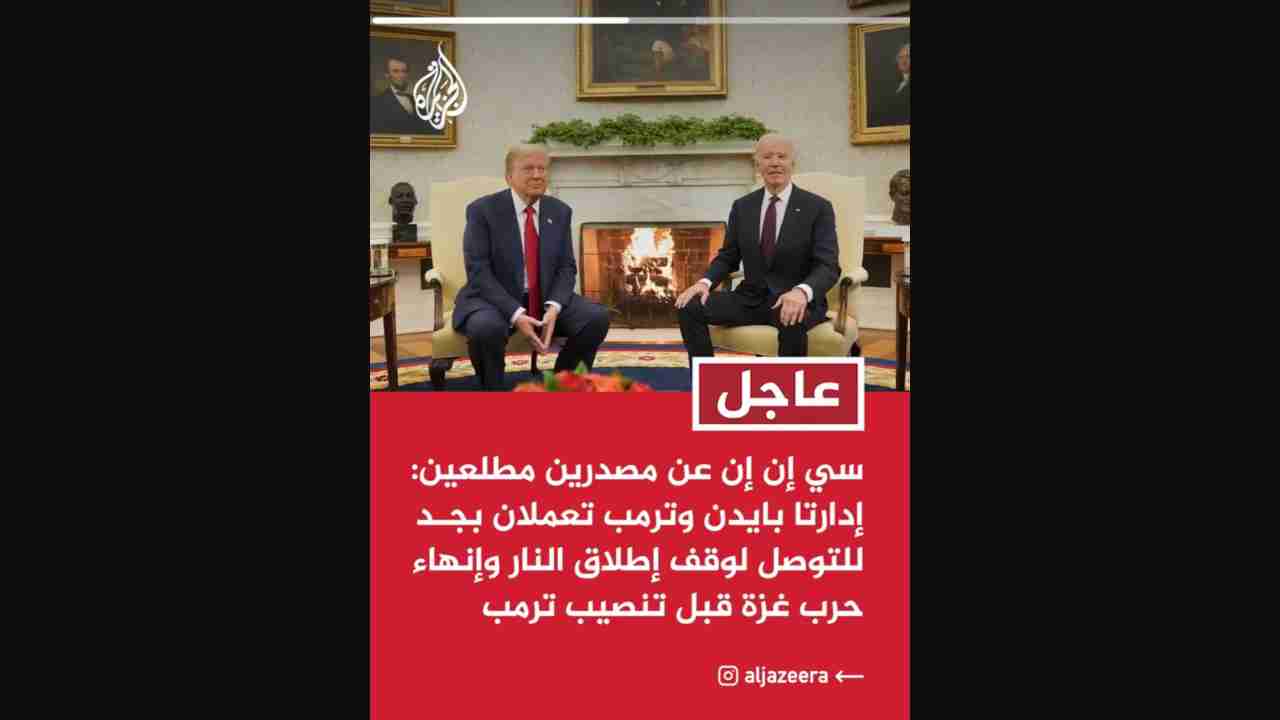 الجزيرة
عاجل
سي إن إن عن مصدرين مطلعين:
إدارتا بايدن وترمب تعملان بجـد
للتوصل لوقف إطلاق النار وإنهاء
حرب غزة قبل تنصيب ترمب
aljazeera